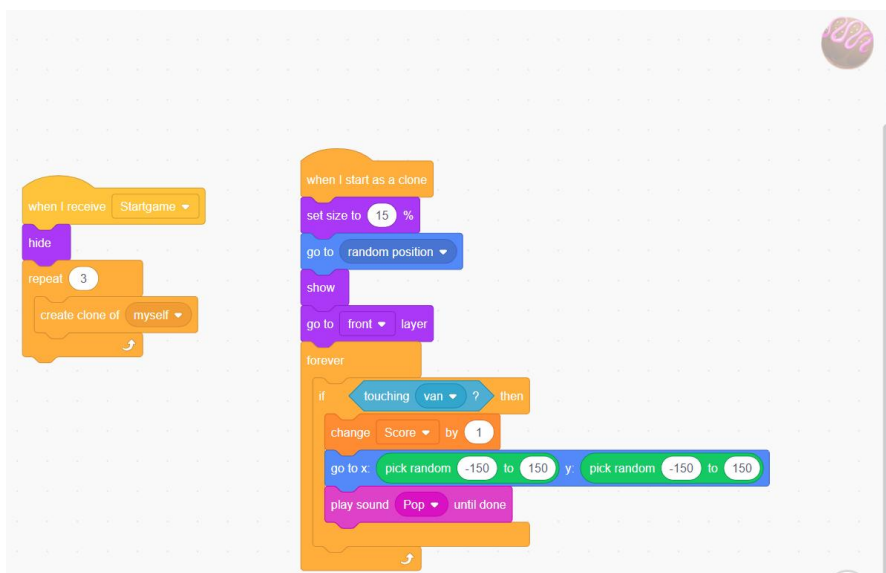 when I receive Startgame
hide
repeat 3
create clone of myself
when I start as a clone
set size to 15 %
go to random position
show
go to front layer
forever
if touching van ? then
change Score by 1
go to x: pick random -150 to 150 y: pick random -150 to 150
play sound Pop until done